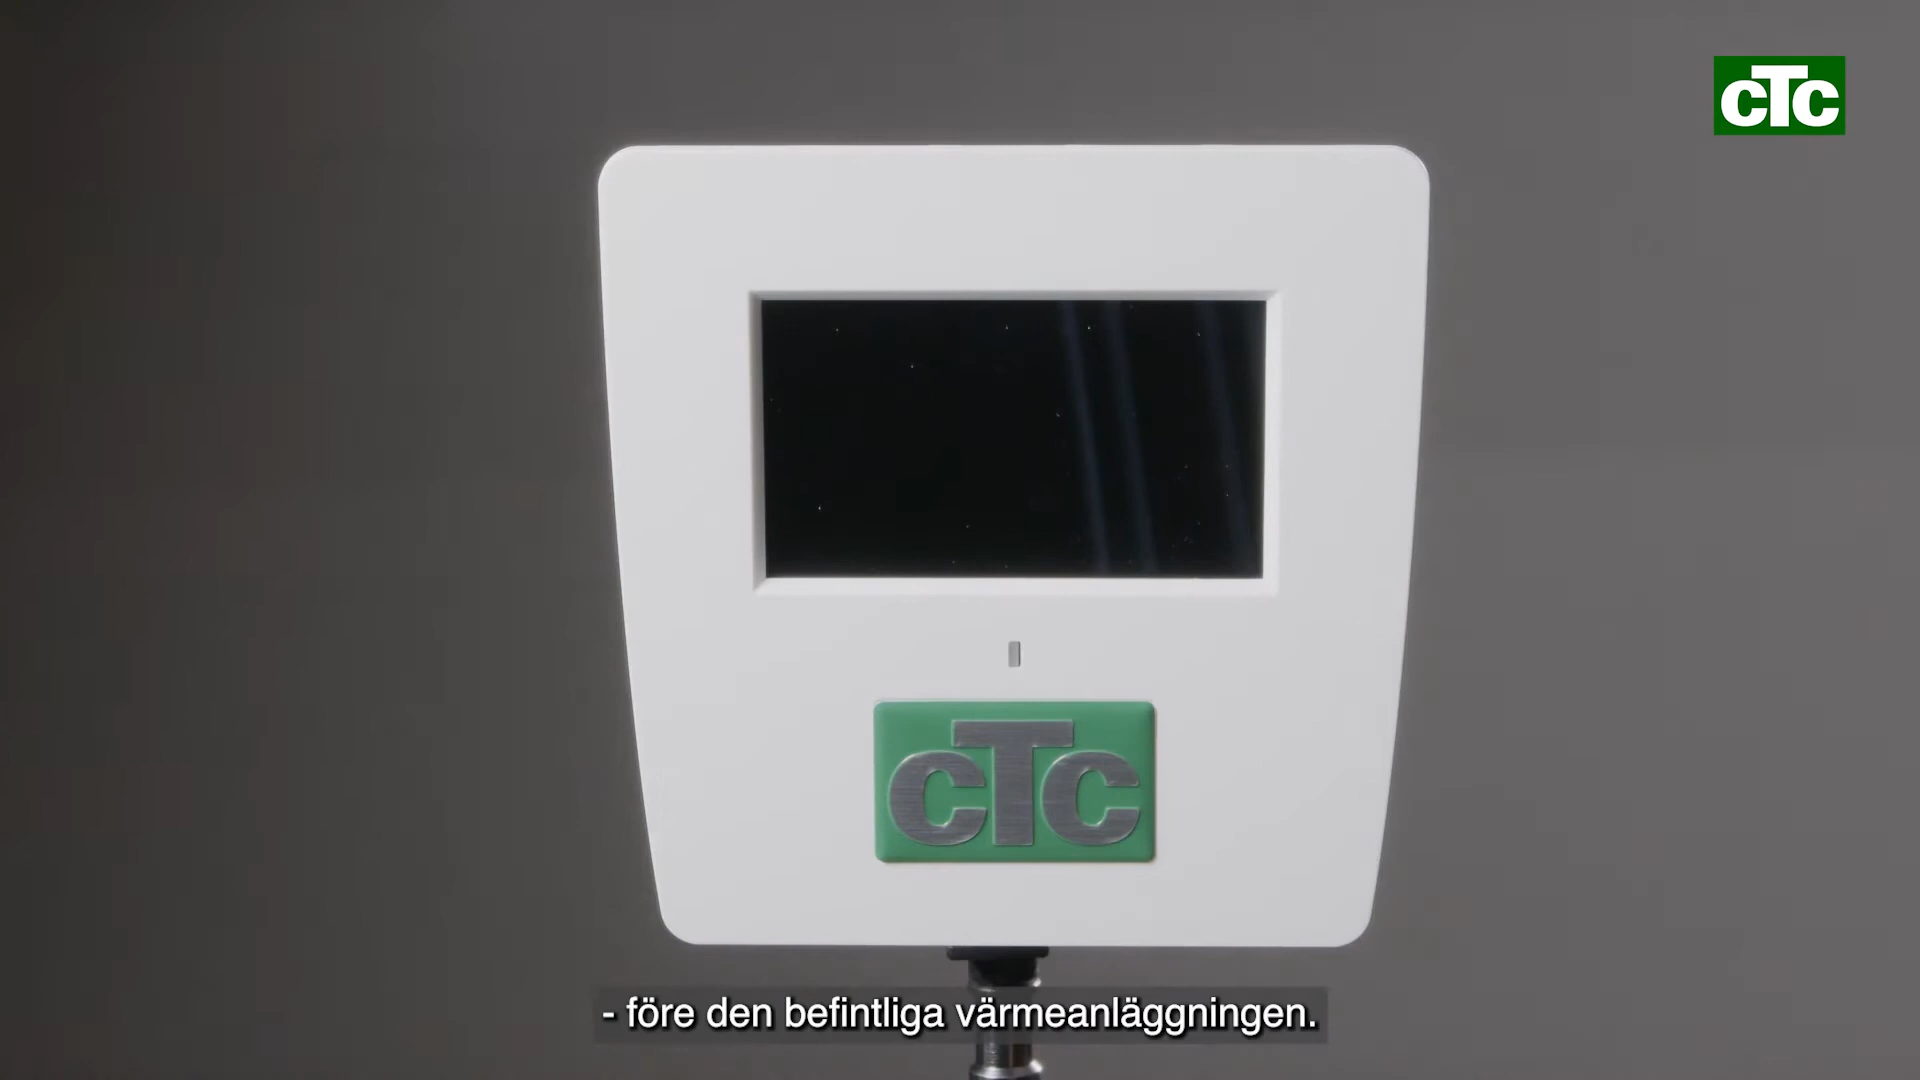 cTc
cTc
- före den befintliga värmeanläggningen.